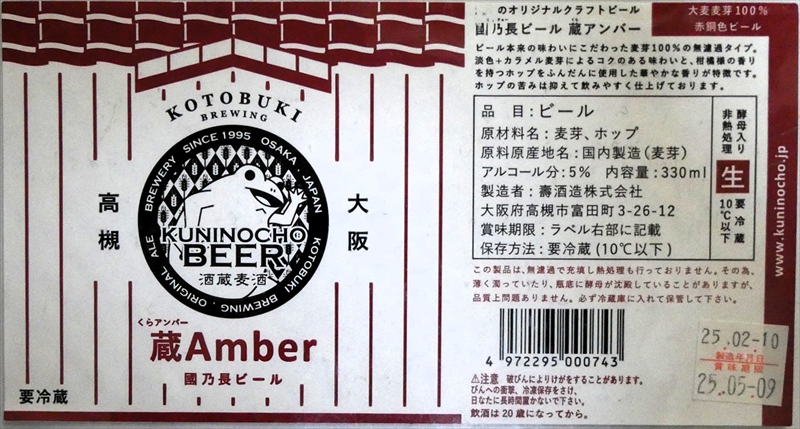 KOTOBUKI
BREWING
BREWERY SINCE 1995 OSAKA, JAPAN
KOTOBUKI BREWING. ORIGINAL ALE
KUNINOCHO
BEER
酒蔵麦酒
高槻
大阪
くらアンバー
蔵Amber
國乃長ビール
要冷蔵
のオリジナルクラフトビール
國乃長ビール 蔵アンバー
大麦麦芽100%
赤銅色ビール
ビール本来の味わいにこだわった麦芽100%の無濾過タイプ。
淡色+カラメル麦芽によるコクのある味わいと、柑橘様の香り
を持つホップをふんだんに使用した華やかな香りが特徴です。
ホップの苦みは抑えて飲みやすく仕上げております。
品目:ビール
原材料名:麦芽、ホップ
原料原産地名:国内製造(麦芽)
アルコール分:5% 内容量:330ml
製造者:壽酒造株式会社
大阪府高槻市富田町3-26-12
賞味期限:ラベル右部に記載
保存方法:要冷蔵(10℃以下)
酵母入り
非熱処理
生
要冷蔵
10℃以下
www.kuninocho.jp
この製品は、無濾過で充填し熱処理も行っておりません。その為、
薄く濁っていたり、瓶底に酵母が沈殿していることがありますが、
品質上問題ありません。必ず冷蔵庫に入れて保管して下さい。
4 972295 000743
⚠注意 破びんによりけがをすることがあります。
びんへの衝撃、冷凍保存をさけ、
日なたに長時間置かないで下さい。
飲酒は20歳になってから。
25.02-10
製造年月日
賞味期限
25.05-09